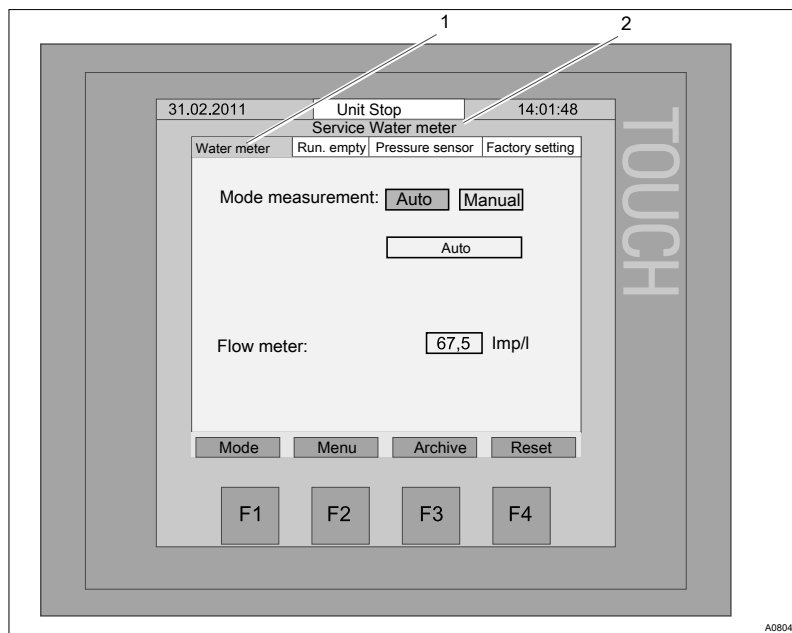 1 2
31.02.2011 Unit Stop 14:01:48
Service Water meter
Water meter Run. empty Pressure sensor Factory setting
Mode measurement: Auto Manual
Auto
Flow meter: 67,5 Imp/l
Mode Menu Archive Reset
F1 F2 F3 F4
TOUCH
A0804